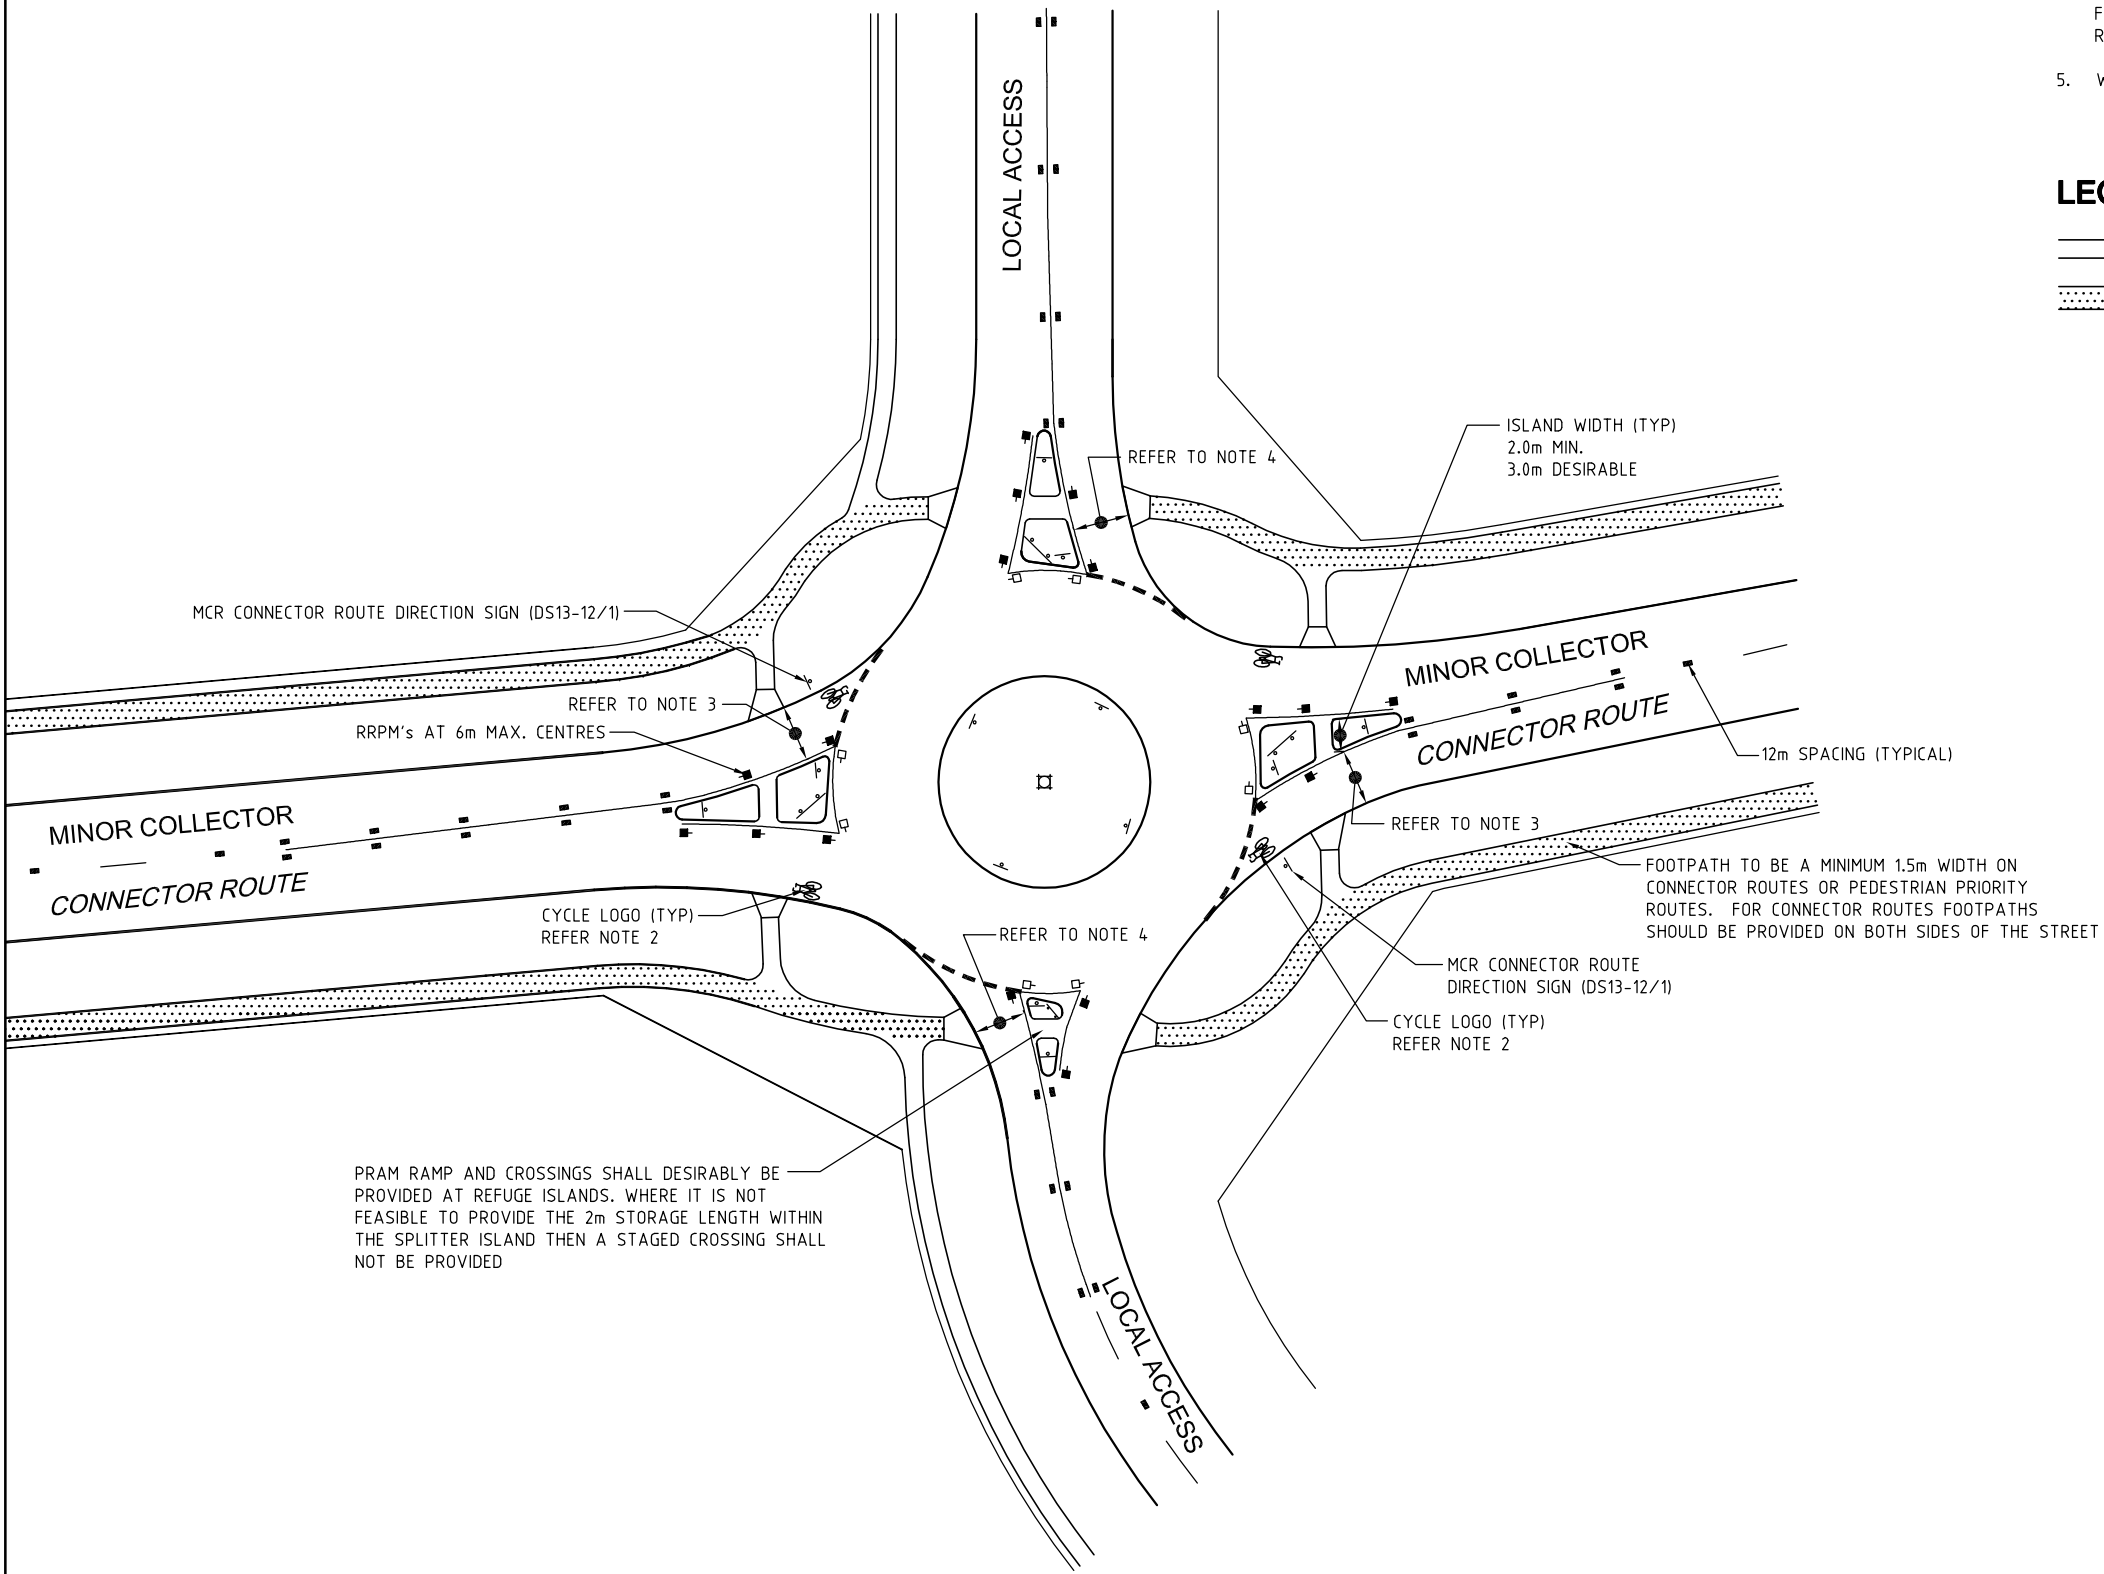 F
R
5. W
LOCAL ACCESS
LEG
ISLAND WIDTH (TYP)
2.0m MIN.
3.0m DESIRABLE
REFER TO NOTE 4
MCR CONNECTOR ROUTE DIRECTION SIGN (DS13-12/1)
REFER TO NOTE 3
RRPM's AT 6m MAX. CENTRES
MINOR COLLECTOR
CONNECTOR ROUTE
12m SPACING (TYPICAL)
MINOR COLLECTOR
CONNECTOR ROUTE
REFER TO NOTE 3
FOOTPATH TO BE A MINIMUM 1.5m WIDTH ON
CONNECTOR ROUTES OR PEDESTRIAN PRIORITY
ROUTES. FOR CONNECTOR ROUTES FOOTPATHS
SHOULD BE PROVIDED ON BOTH SIDES OF THE STREET
CYCLE LOGO (TYP)
REFER NOTE 2
REFER TO NOTE 4
MCR CONNECTOR ROUTE
DIRECTION SIGN (DS13-12/1)
CYCLE LOGO (TYP)
REFER NOTE 2
PRAM RAMP AND CROSSINGS SHALL DESIRABLY BE
PROVIDED AT REFUGE ISLANDS. WHERE IT IS NOT
FEASIBLE TO PROVIDE THE 2m STORAGE LENGTH WITHIN
THE SPLITTER ISLAND THEN A STAGED CROSSING SHALL
NOT BE PROVIDED
LOCAL ACCESS